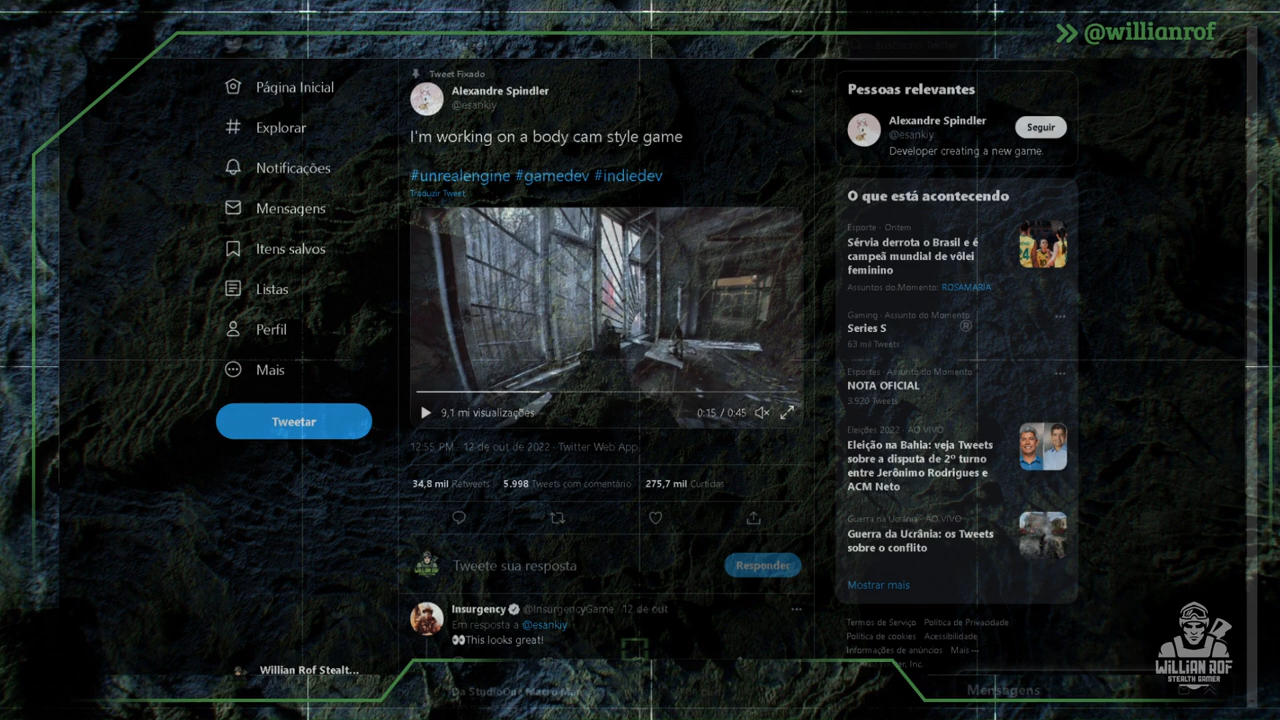 @willianrof
Página Inicial
Explorar
Notificações
Mensagens
Itens salvos
Listas
Perfil
Mais
Tweetar
Willian Rof Stealt...
Tweet Fixado
Alexandre Spindler
@esankiy
I'm working on a body cam style game
#unrealengine #gamedev #indiedev
Traduzir Tweet
9,1 mi visualizações
0:15 / 0:45
12:55 PM · 12 de out de 2022 · Twitter Web App
34,8 mil Retweets 5.998 Tweets com comentário 275,7 mil Curtidas
Tweete sua resposta
Responder
Insurgency @InsurgencyGame · 12 de out
Em resposta a @esankiy
👀This looks great!
Pessoas relevantes
Alexandre Spindler
@esankiy
Seguir
Developer creating a new game.
O que está acontecendo
Esporte · Ontem
Sérvia derrota o Brasil e é
campeã mundial de vôlei
feminino
Assuntos do Momento: ROSAMARIA
Gaming · Assunto do Momento
Series S
63 mil Tweets
Esportes · Assunto do Momento
NOTA OFICIAL
3.920 Tweets
Eleições 2022 · AO VIVO
Eleição na Bahia: veja Tweets
sobre a disputa de 2º turno
entre Jerônimo Rodrigues e
ACM Neto
Guerra na Ucrânia · AO VIVO
Guerra da Ucrânia: os Tweets
sobre o conflito
Mostrar mais
Termos de Serviço Política de Privacidade
Política de cookies Acessibilidade
Informações de anúncios Mais ···
Inc.
Mensagens
WILLIAN ROF
STEALTH GAMER